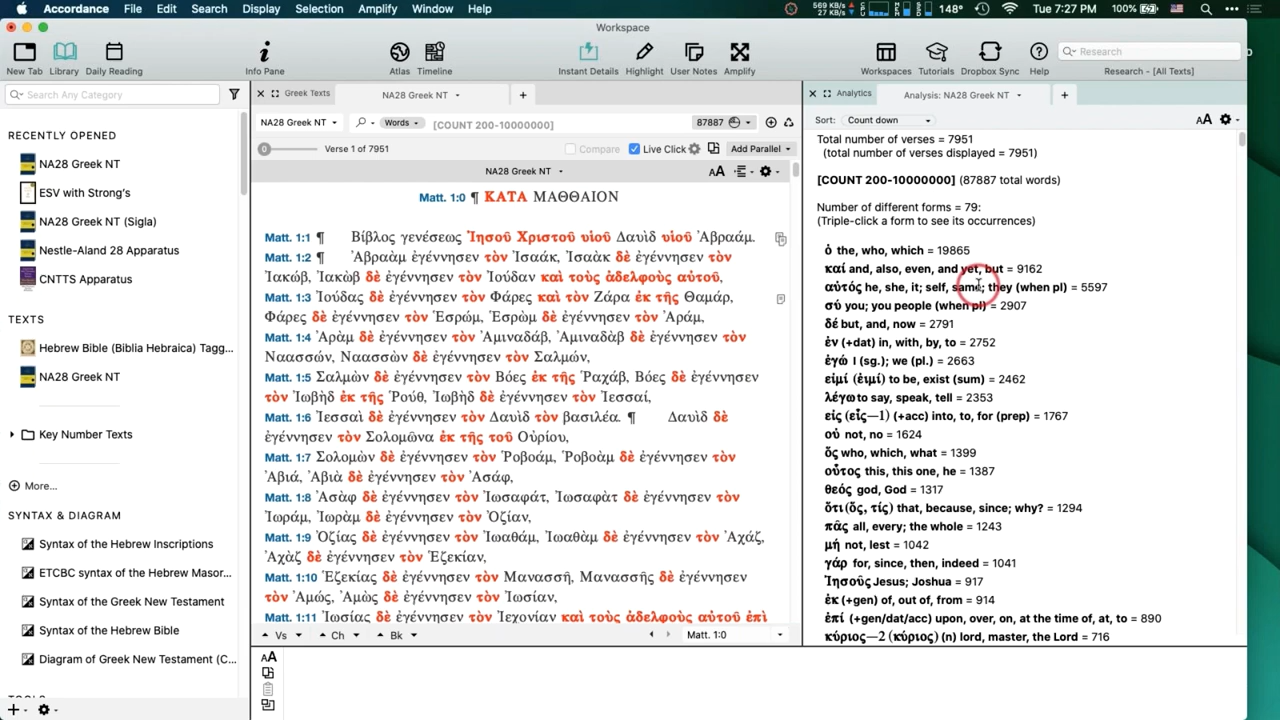 Accordance File Edit Search Display Selection Amplify Window Help 569 KB/s 27 KB/s 148° Tue 7:27 PM 100%
Workspace
New Tab Library Daily Reading Info Pane Atlas Timeline Instant Details Highlight User Notes Amplify Workspaces Tutorials Dropbox Sync Help Research
Research - [All Texts]
Search Any Category
RECENTLY OPENED
NA28 Greek NT
ESV with Strong's
NA28 Greek NT (Sigla)
Nestle-Aland 28 Apparatus
CNTTS Apparatus
TEXTS
Hebrew Bible (Biblia Hebraica) Tagg...
NA28 Greek NT
Key Number Texts
More...
SYNTAX & DIAGRAM
Syntax of the Hebrew Inscriptions
ETCBC syntax of the Hebrew Masor...
Syntax of the Greek New Testament
Syntax of the Hebrew Bible
Diagram of Greek New Testament (C...
Greek Texts NA28 Greek NT
NA28 Greek NT Words [COUNT 200-10000000] 87887
0 Verse 1 of 7951 Compare Live Click Add Parallel
NA28 Greek NT AA
Matt. 1:0 ¶ ΚΑΤΑ ΜΑΘΘΑΙΟΝ
Matt. 1:1 ¶ Βίβλος γενέσεως Ἰησοῦ Χριστοῦ υἱοῦ Δαυὶδ υἱοῦ Ἀβραάμ.
Matt. 1:2 ¶ Ἀβραὰμ ἐγέννησεν τὸν Ἰσαάκ, Ἰσαὰκ δὲ ἐγέννησεν τὸν
Ἰακώβ, Ἰακὼβ δὲ ἐγέννησεν τὸν Ἰούδαν καὶ τοὺς ἀδελφοὺς αὐτοῦ,
Matt. 1:3 Ἰούδας δὲ ἐγέννησεν τὸν Φάρες καὶ τὸν Ζάρα ἐκ τῆς Θαμάρ,
Φάρες δὲ ἐγέννησεν τὸν Ἑσρώμ, Ἑσρὼμ δὲ ἐγέννησεν τὸν Ἀράμ,
Matt. 1:4 Ἀρὰμ δὲ ἐγέννησεν τὸν Ἀμιναδάβ, Ἀμιναδὰβ δὲ ἐγέννησεν τὸν
Ναασσών, Ναασσὼν δὲ ἐγέννησεν τὸν Σαλμών,
Matt. 1:5 Σαλμὼν δὲ ἐγέννησεν τὸν Βόες ἐκ τῆς Ῥαχάβ, Βόες δὲ ἐγέννησεν
τὸν Ἰωβὴδ ἐκ τῆς Ῥούθ, Ἰωβὴδ δὲ ἐγέννησεν τὸν Ἰεσσαί,
Matt. 1:6 Ἰεσσαὶ δὲ ἐγέννησεν τὸν Δαυὶδ τὸν βασιλέα. ¶ Δαυὶδ δὲ
ἐγέννησεν τὸν Σολομῶνα ἐκ τῆς τοῦ Οὐρίου,
Matt. 1:7 Σολομὼν δὲ ἐγέννησεν τὸν Ῥοβοάμ, Ῥοβοὰμ δὲ ἐγέννησεν τὸν
Ἀβιά, Ἀβιὰ δὲ ἐγέννησεν τὸν Ἀσάφ,
Matt. 1:8 Ἀσὰφ δὲ ἐγέννησεν τὸν Ἰωσαφάτ, Ἰωσαφὰτ δὲ ἐγέννησεν τὸν
Ἰωράμ, Ἰωρὰμ δὲ ἐγέννησεν τὸν Ὀζίαν,
Matt. 1:9 Ὀζίας δὲ ἐγέννησεν τὸν Ἰωαθάμ, Ἰωαθὰμ δὲ ἐγέννησεν τὸν Ἀχάζ,
Ἀχὰζ δὲ ἐγέννησεν τὸν Ἑζεκίαν,
Matt. 1:10 Ἑζεκίας δὲ ἐγέννησεν τὸν Μανασσῆ, Μανασσῆς δὲ ἐγέννησεν
τὸν Ἀμώς, Ἀμὼς δὲ ἐγέννησεν τὸν Ἰωσίαν,
Matt. 1:11 Ἰωσίας δὲ ἐγέννησεν τὸν Ἰεχονίαν καὶ τοὺς ἀδελφοὺς αὐτοῦ ἐπὶ
Vs Ch Bk Matt. 1:0
AA
Analytics Analysis: NA28 Greek NT
Sort: Count down AA
Total number of verses = 7951
(total number of verses displayed = 7951)
[COUNT 200-10000000] (87887 total words)
Number of different forms = 79:
(Triple-click a form to see its occurrences)
ὁ the, who, which = 19865
καί and, also, even, and yet, but = 9162
αὐτός he, she, it; self, same; they (when pl) = 5597
σύ you; you people (when pl) = 2907
δέ but, and, now = 2791
ἐν (+dat) in, with, by, to = 2752
ἐγώ I (sg.); we (pl.) = 2663
εἰμί (ἐιμί) to be, exist (sum) = 2462
λέγω to say, speak, tell = 2353
εἰς (εἷς—1) (+acc) into, to, for (prep) = 1767
οὐ not, no = 1624
ὅς who, which, what = 1399
οὗτος this, this one, he = 1387
θεός god, God = 1317
ὅτι (ὅς, τίς) that, because, since; why? = 1294
πᾶς all, every; the whole = 1243
μή not, lest = 1042
γάρ for, since, then, indeed = 1041
Ἰησοῦς Jesus; Joshua = 917
ἐκ (+gen) of, out of, from = 914
ἐπί (+gen/dat/acc) upon, over, on, at the time of, at, to = 890
κύριος—2 (κύριος) (n) lord, master, the Lord = 716